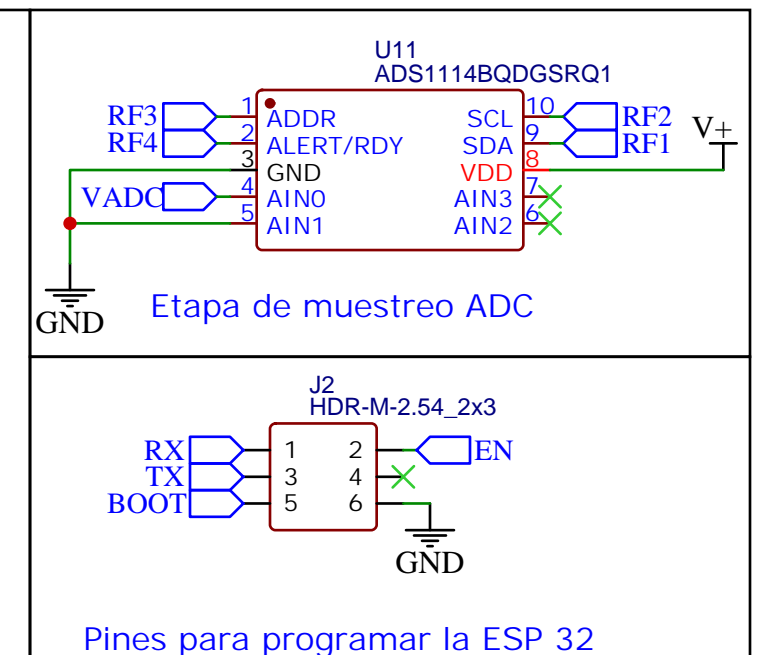 U11
ADS1114BQDGSRQ1
RF3 1 ADDR SCL 10 RF2
RF4 2 ALERT/RDY SDA 9 RF1 V+
3 GND VDD 8
VADC 4 AIN0 AIN3 7
5 AIN1 AIN2 6
GND
Etapa de muestreo ADC
J2
HDR-M-2.54_2x3
RX 1 2 EN
TX 3 4
BOOT 5 6
GND
Pines para programar la ESP 32